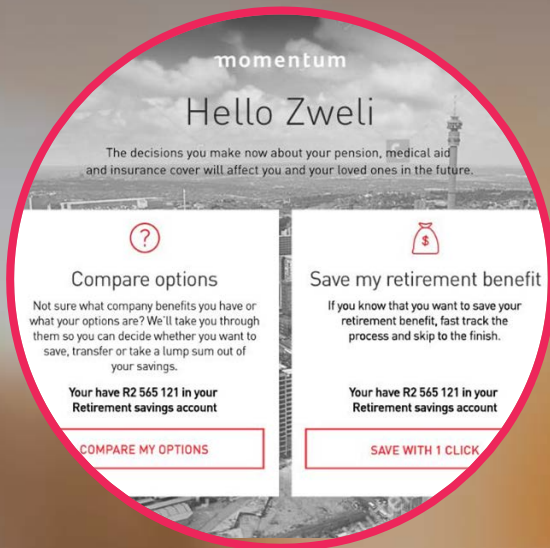 momentum
Hello Zweli
The decisions you make now about your pension, medical aid
and insurance cover will affect you and your loved ones in the future.
?
Compare options
Not sure what company benefits you have or
what your options are? We'll take you through
them so you can decide whether you want to
save, transfer or take a lump sum out of
your savings.
Your have R2 565 121 in your
Retirement savings account
COMPARE MY OPTIONS
$
Save my retirement benefit
If you know that you want to save your
retirement benefit, fast track the
process and skip to the finish.
Your have R2 565 121 in your
Retirement savings account
SAVE WITH 1 CLICK